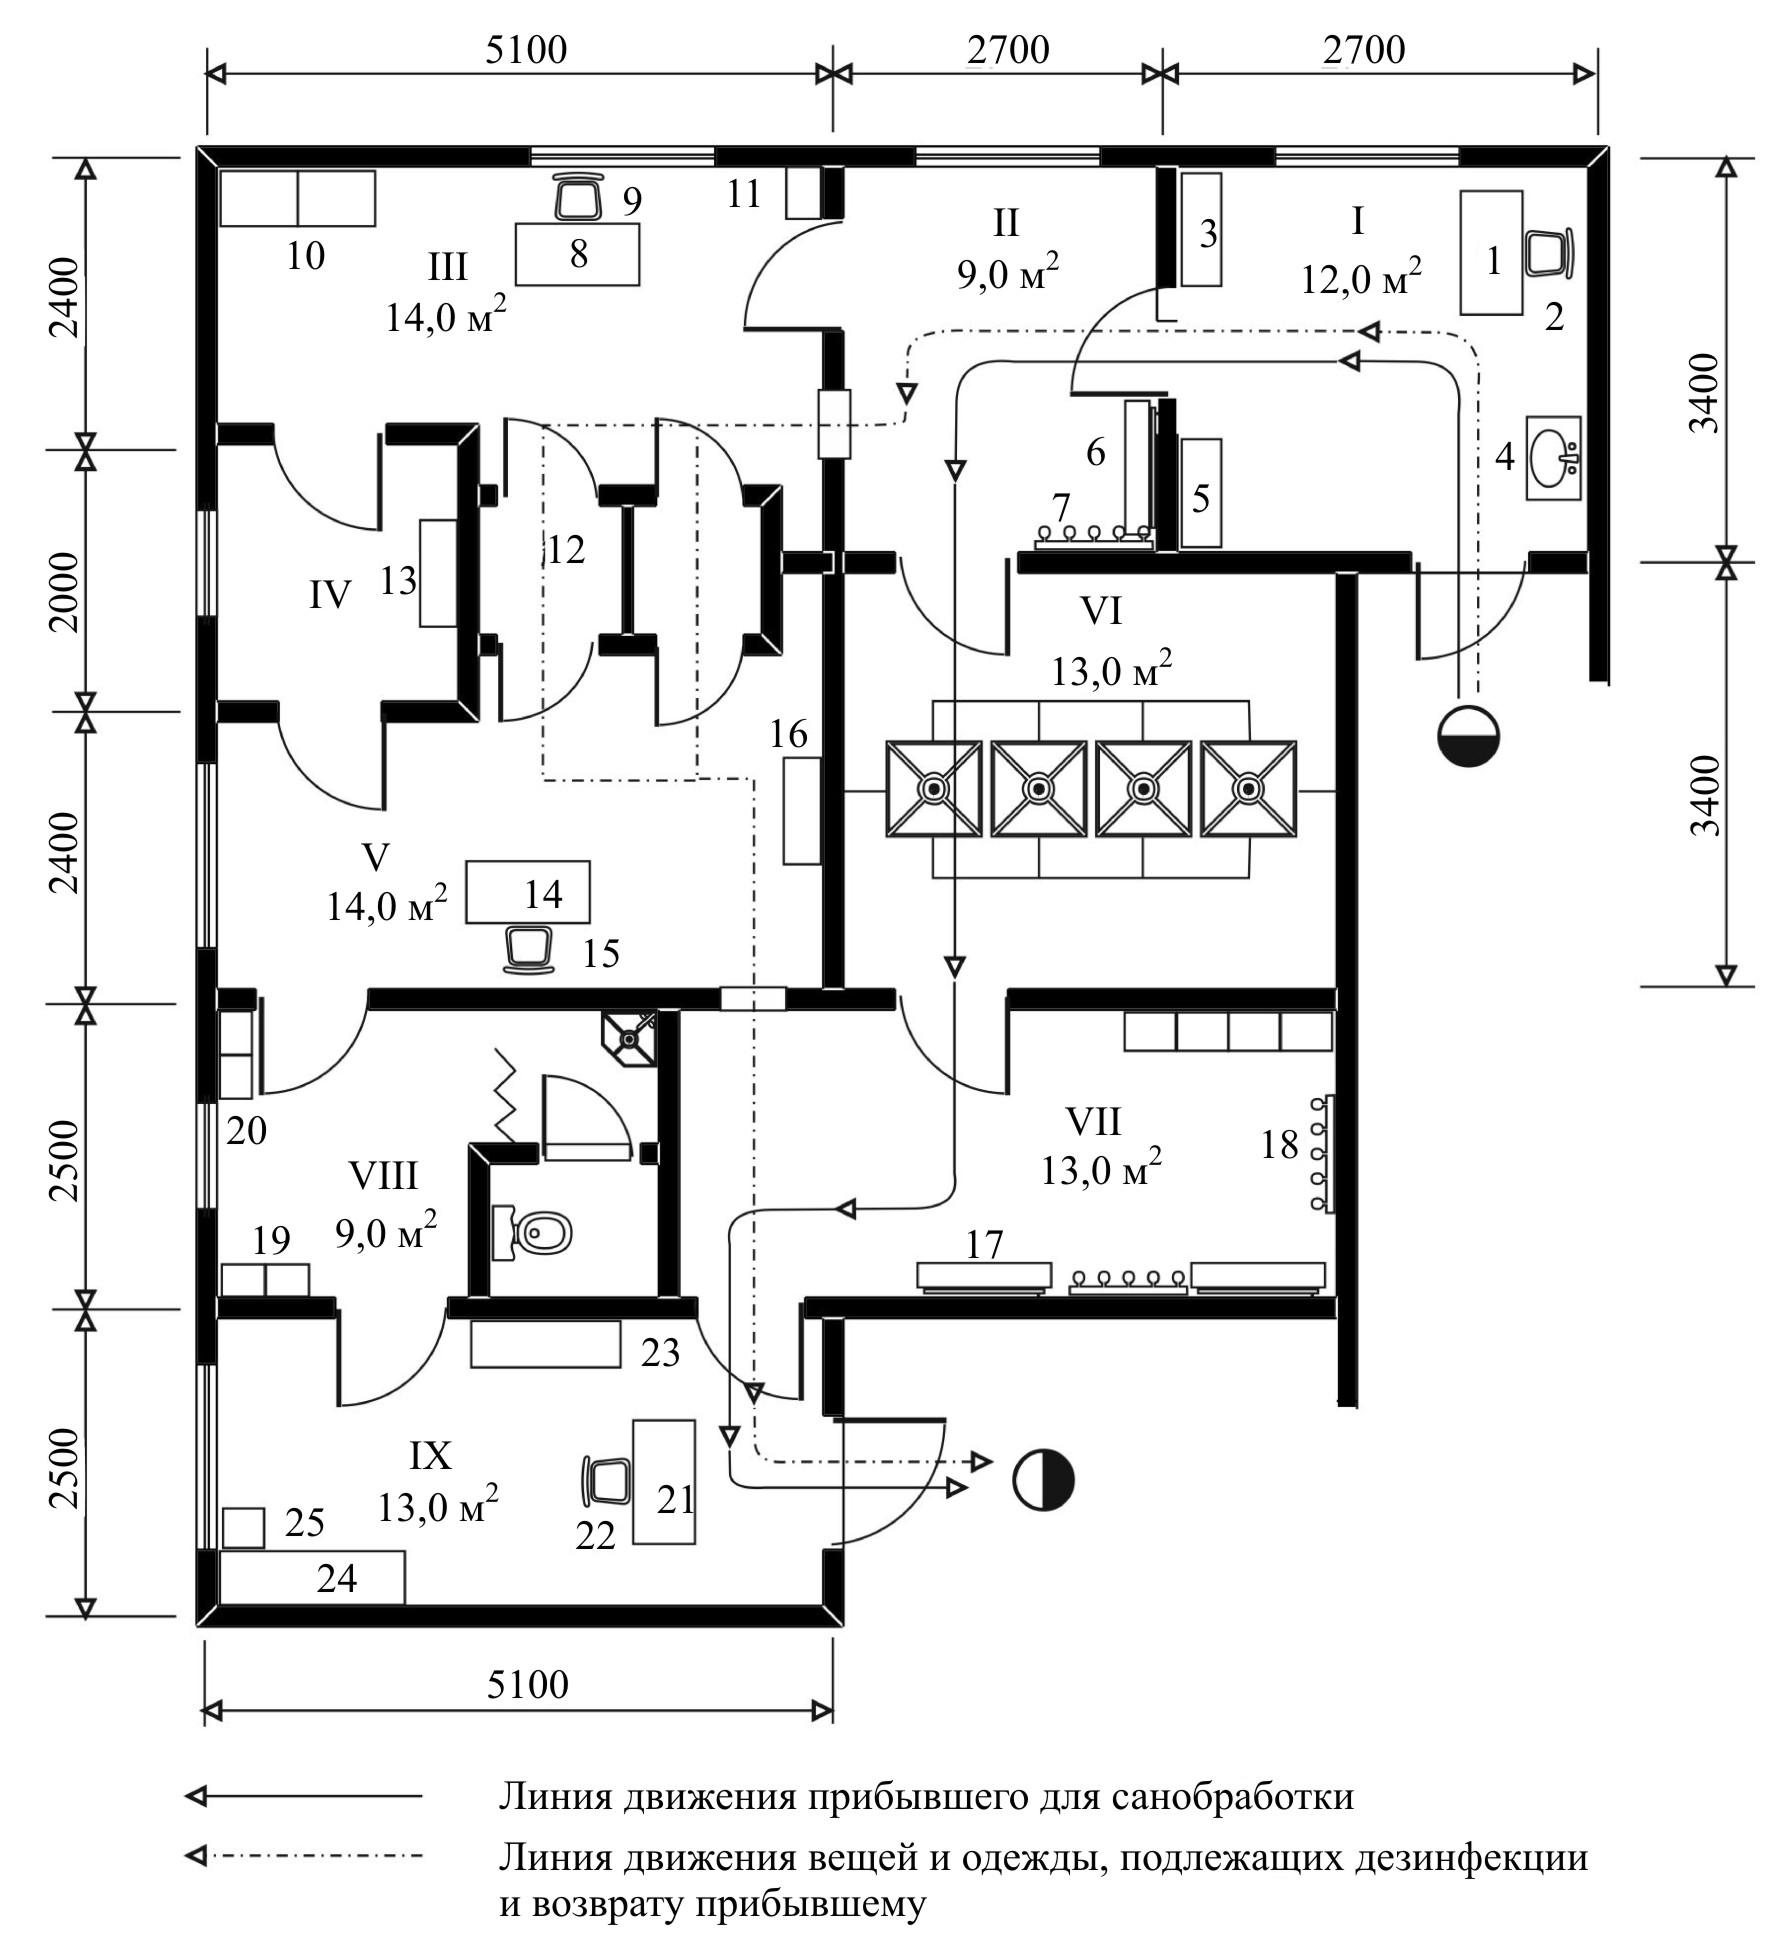 5100
2700
2700
2400
2000
2400
2500
2500
3400
3400
I
12,0 м²
1
2
3
4
5
II
9,0 м²
6
7
III
14,0 м²
8
9
10
11
12
IV
13
V
14,0 м²
14
15
16
VI
13,0 м²
VII
13,0 м²
17
18
VIII
9,0 м²
19
20
IX
13,0 м²
21
22
23
24
25
5100
Линия движения прибывшего для санобработки
Линия движения вещей и одежды, подлежащих дезинфекции
и возврату прибывшему